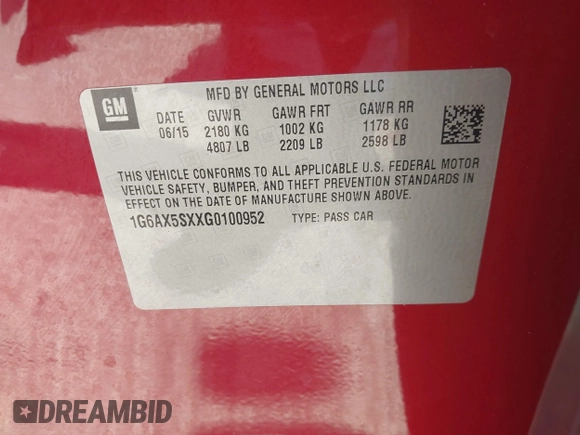 GM
MFD BY GENERAL MOTORS LLC
DATE GVWR GAWR FRT GAWR RR
06/15 2180 KG 1002 KG 1178 KG
4807 LB 2209 LB 2598 LB
THIS VEHICLE CONFORMS TO ALL APPLICABLE U.S. FEDERAL MOTOR
VEHICLE SAFETY, BUMPER, AND THEFT PREVENTION STANDARDS IN
EFFECT ON THE DATE OF MANUFACTURE SHOWN ABOVE.
1G6AX5SXXG0100952 TYPE: PASS CAR
DREAMBID